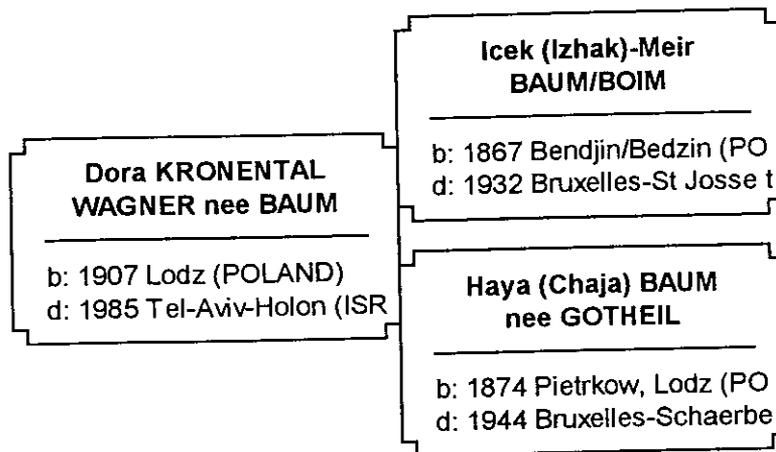 Icek (Izhak)-Meir
BAUM/BOIM
b: 1867 Bendjin/Bedzin (PO
d: 1932 Bruxelles-St Josse t
Dora KRONENTAL
WAGNER nee BAUM
b: 1907 Lodz (POLAND)
d: 1985 Tel-Aviv-Holon (ISR
Haya (Chaja) BAUM
nee GOTHEIL
b: 1874 Pietrkow, Lodz (PO
d: 1944 Bruxelles-Schaerbe